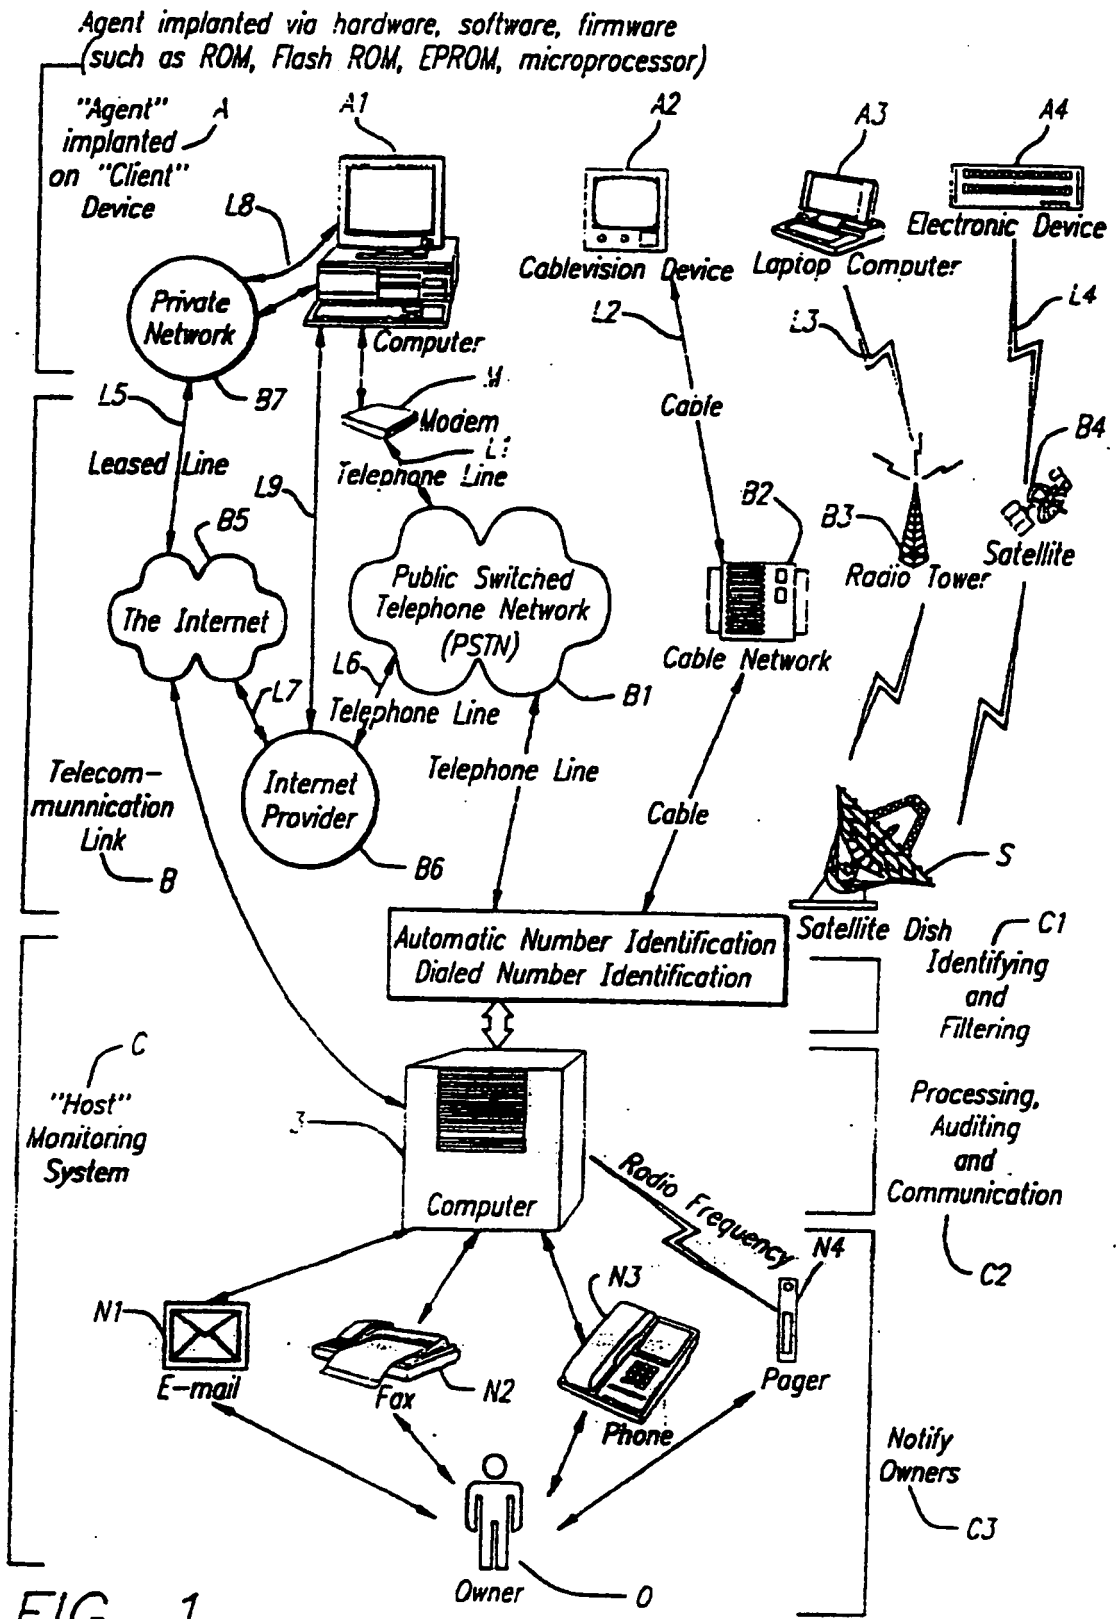 Agent implanted via hardware, software, firmware
(such as ROM, Flash ROM, EPROM, microprocessor)
"Agent"
implanted
on "Client"
Device
A
A1
A2
A3
A4
L8
Private
Network
Computer
Cablevision Device
Laptop Computer
Electronic Device
L2
L3
L4
L5
B7
M
Modem
L1
Cable
Leased Line
L9
Telephone Line
B2
B3
B4
B5
Public Switched
Telephone Network
(PSTN)
Radio Tower
Satellite
The Internet
Cable Network
L7
L6
Telephone Line
B1
Telecom-
munnication
Link
B
Internet
Provider
B6
Telephone Line
Cable
S
Satellite Dish
Automatic Number Identification
Dialed Number Identification
C1
Identifying
and
Filtering
C
"Host"
Monitoring
System
3
Computer
Radio Frequency
Processing,
Auditing
and
Communication
C2
N1
E-mail
Fax
N2
N3
Phone
N4
Pager
Notify
Owners
C3
Owner
O
FIG. 1